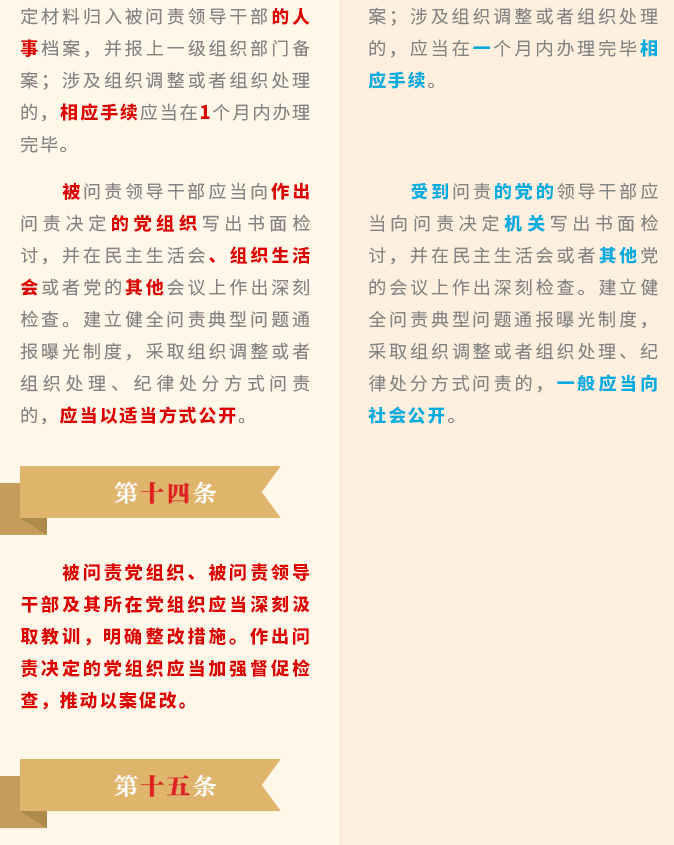 定材料归入被问责领导干部的人
事档案，并报上一级组织部门备
案；涉及组织调整或者组织处理
的，相应手续应当在1个月内办理
完毕。
被问责领导干部应当向作出
问责决定的党组织写出书面检
讨，并在民主生活会、组织生活
会或者党的其他会议上作出深刻
检查。建立健全问责典型问题通
报曝光制度，采取组织调整或者
组织处理、纪律处分方式问责
的，应当以适当方式公开。
第十四条
被问责党组织、被问责领导
干部及其所在党组织应当深刻汲
取教训，明确整改措施。作出问
责决定的党组织应当加强督促检
查，推动以案促改。
第十五条
案；涉及组织调整或者组织处理
的，应当在一个月内办理完毕相
应手续。
受到问责的党的领导干部应
当向问责决定机关写出书面检
讨，并在民主生活会或者其他党
的会议上作出深刻检查。建立健
全问责典型问题通报曝光制度，
采取组织调整或者组织处理、纪
律处分方式问责的，一般应当向
社会公开。